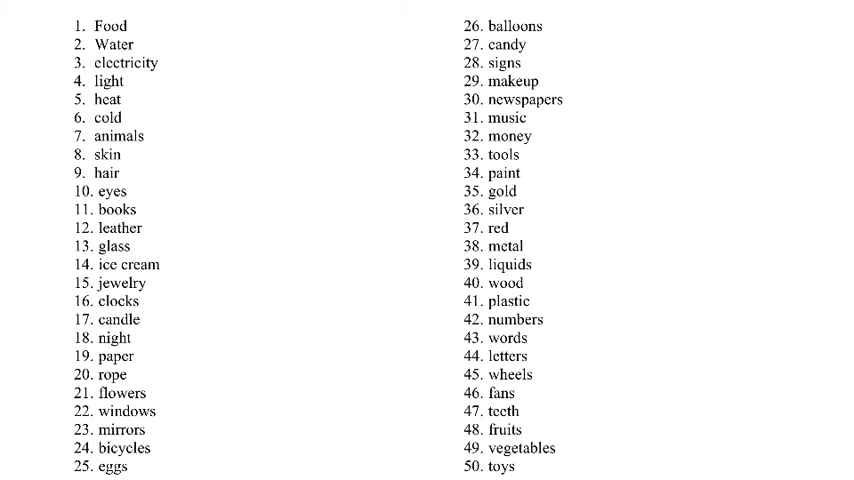 1. Food
2. Water
3. electricity
4. light
5. heat
6. cold
7. animals
8. skin
9. hair
10. eyes
11. books
12. leather
13. glass
14. ice cream
15. jewelry
16. clocks
17. candle
18. night
19. paper
20. rope
21. flowers
22. windows
23. mirrors
24. bicycles
25. eggs
26. balloons
27. candy
28. signs
29. makeup
30. newspapers
31. music
32. money
33. tools
34. paint
35. gold
36. silver
37. red
38. metal
39. liquids
40. wood
41. plastic
42. numbers
43. words
44. letters
45. wheels
46. fans
47. teeth
48. fruits
49. vegetables
50. toys